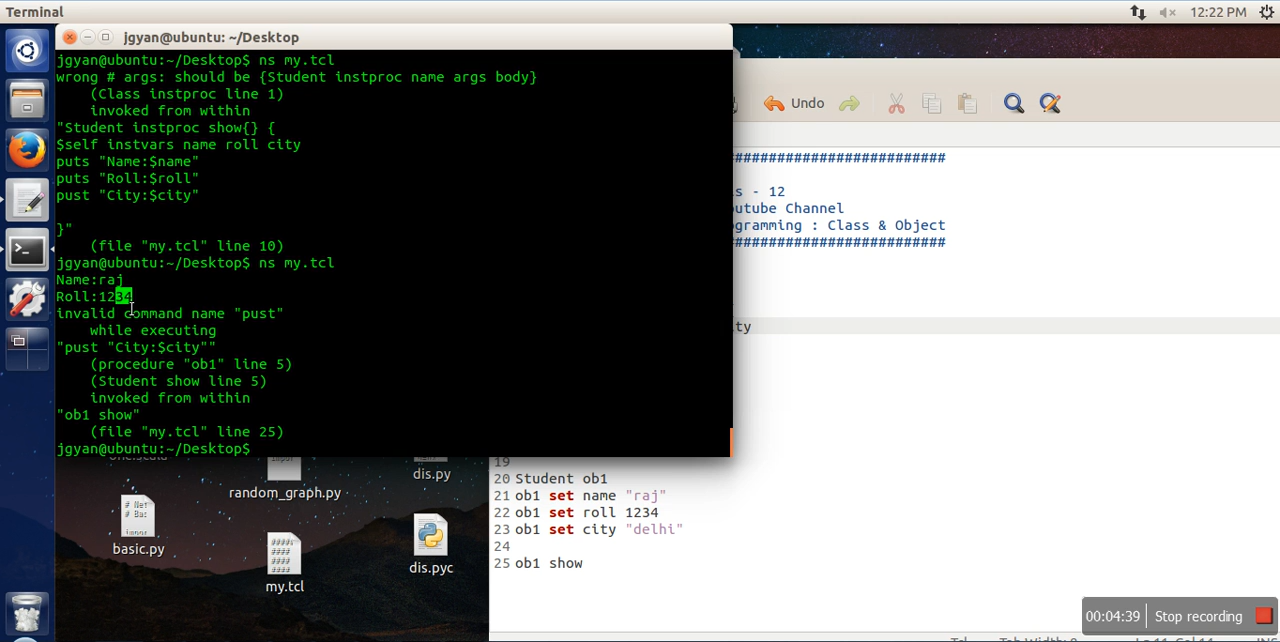 Terminal
12:22 PM
jgyan@ubuntu: ~/Desktop
jgyan@ubuntu:~/Desktop$ ns my.tcl
wrong # args: should be {Student instproc name args body}
(Class instproc line 1)
invoked from within
"Student instproc show{} {
$self instvars name roll city
puts "Name:$name"
puts "Roll:$roll"
pust "City:$city"
}"
(file "my.tcl" line 10)
jgyan@ubuntu:~/Desktop$ ns my.tcl
Name:raj
Roll:1234
invalid command name "pust"
while executing
"pust "City:$city""
(procedure "ob1" line 5)
(Student show line 5)
invoked from within
"ob1 show"
(file "my.tcl" line 25)
jgyan@ubuntu:~/Desktop$
Undo
##########################
s - 12
utube Channel
gramming : Class & Object
##########################
ty
19
20 Student ob1
21 ob1 set name "raj"
22 ob1 set roll 1234
23 ob1 set city "delhi"
24
25 ob1 show
random_graph.py
dis.py
# Net
# Bac
impor
basic.py
####
####
####
my.tcl
dis.pyc
00:04:39 Stop recording